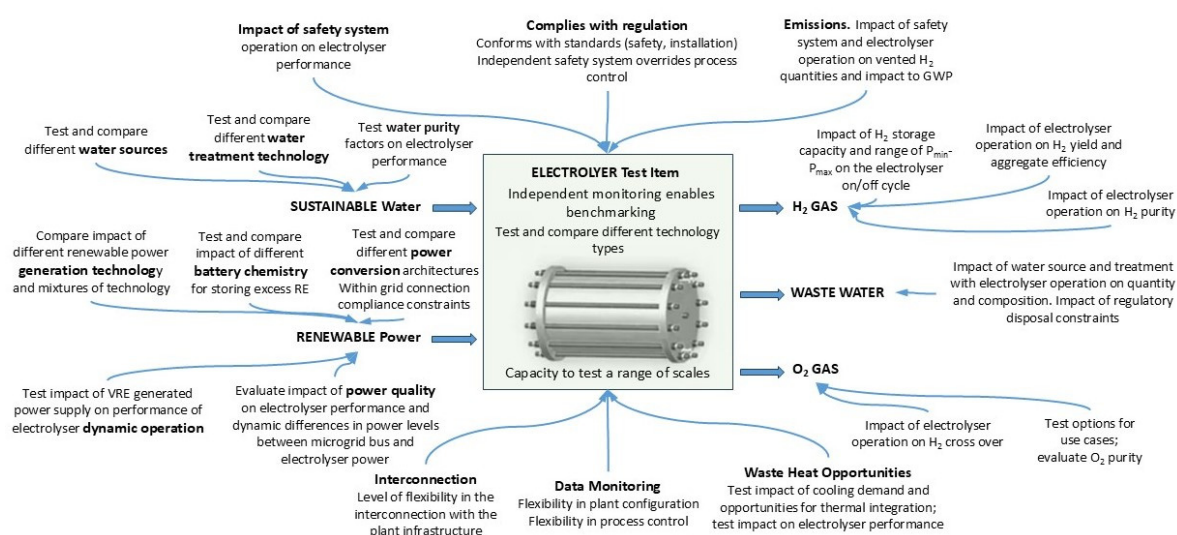 Impact of safety system
operation on electrolyser
performance
Complies with regulation
Conforms with standards (safety, installation)
Independent safety system overrides process
control
Emissions. Impact of safety
system and electrolyser
operation on vented H₂
quantities and impact to GWP
Test and compare
different water sources
Test and compare
different water
treatment technology
Test water purity
factors on electrolyser
performance
SUSTAINABLE Water
Compare impact of
different renewable power
generation technology
and mixtures of technology
Test and compare
impact of different
battery chemistry
for storing excess RE
Test and compare
different power
conversion architectures
Within grid connection
compliance constraints
RENEWABLE Power
Test impact of VRE generated
power supply on performance of
electrolyser dynamic operation
Evaluate impact of power quality
on electrolyser performance and
dynamic differences in power levels
between microgrid bus and
electrolyser power
ELECTROLYER Test Item
Independent monitoring enables
benchmarking
Test and compare different technology
types
Capacity to test a range of scales
Impact of H₂ storage
capacity and range of Pmin-
Pmax on the electrolyser
on/off cycle
Impact of electrolyser
operation on H₂ yield and
aggregate efficiency
Impact of electrolyser
operation on H₂ purity
H₂ GAS
WASTE WATER
Impact of water source and treatment
with electrolyser operation on quantity
and composition. Impact of regulatory
disposal constraints
O₂ GAS
Impact of electrolyser
operation on H₂ cross over
Test options for
use cases;
evaluate O₂ purity
Interconnection
Level of flexibility in the
interconnection with the
plant infrastructure
Data Monitoring
Flexibility in plant configuration
Flexibility in process control
Waste Heat Opportunities
Test impact of cooling demand and
opportunities for thermal integration;
test impact on electrolyser performance